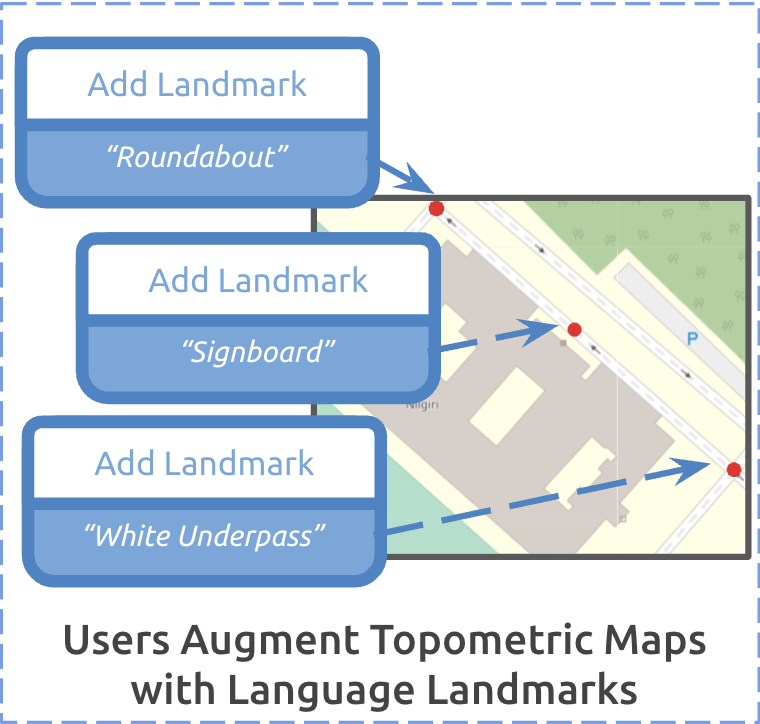 Add Landmark
“Roundabout”
Add Landmark
“Signboard”
P
Nilgiri
Add Landmark
“White Underpass”
Users Augment Topometric Maps
with Language Landmarks